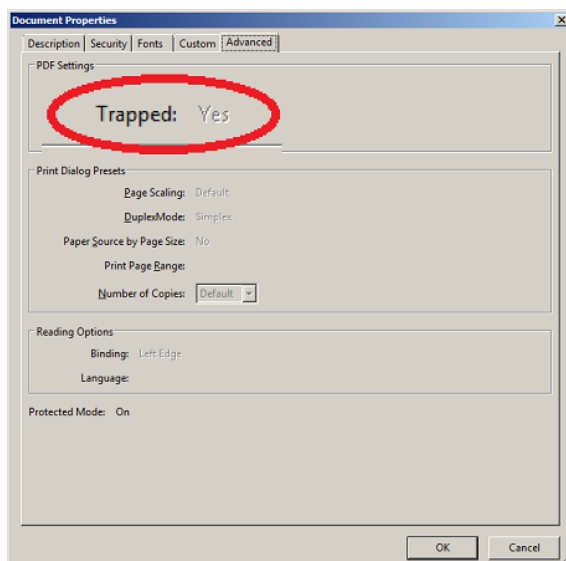 Document Properties
Description Security Fonts Custom Advanced
PDF Settings
Trapped: Yes
Print Dialog Presets
Page Scaling: Default
DuplexMode: Simplex
Paper Source by Page Size: No
Print Page Range:
Number of Copies: Default
Reading Options
Binding: Left Edge
Language:
Protected Mode: On
OK Cancel